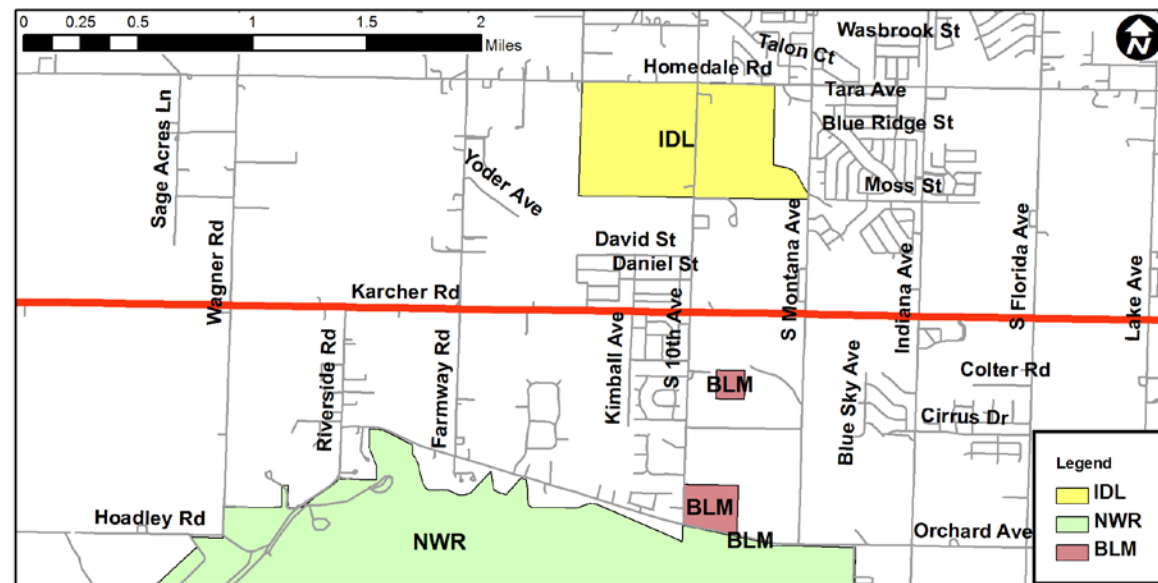 0 0.25 0.5 1 1.5 2
Miles
N
Wasbrook St
Talon Ct
Homedale Rd
Tara Ave
Blue Ridge St
IDL
Moss St
Sage Acres Ln
Yoder Ave
David St
Daniel St
Wagner Rd
Karcher Rd
S Montana Ave
Indiana Ave
S Florida Ave
Lake Ave
Riverside Rd
Farmway Rd
Kimball Ave
S 10th Ave
BLM
Blue Sky Ave
Colter Rd
Cirrus Dr
Hoadley Rd
NWR
BLM
BLM
Orchard Ave
Legend
IDL
NWR
BLM